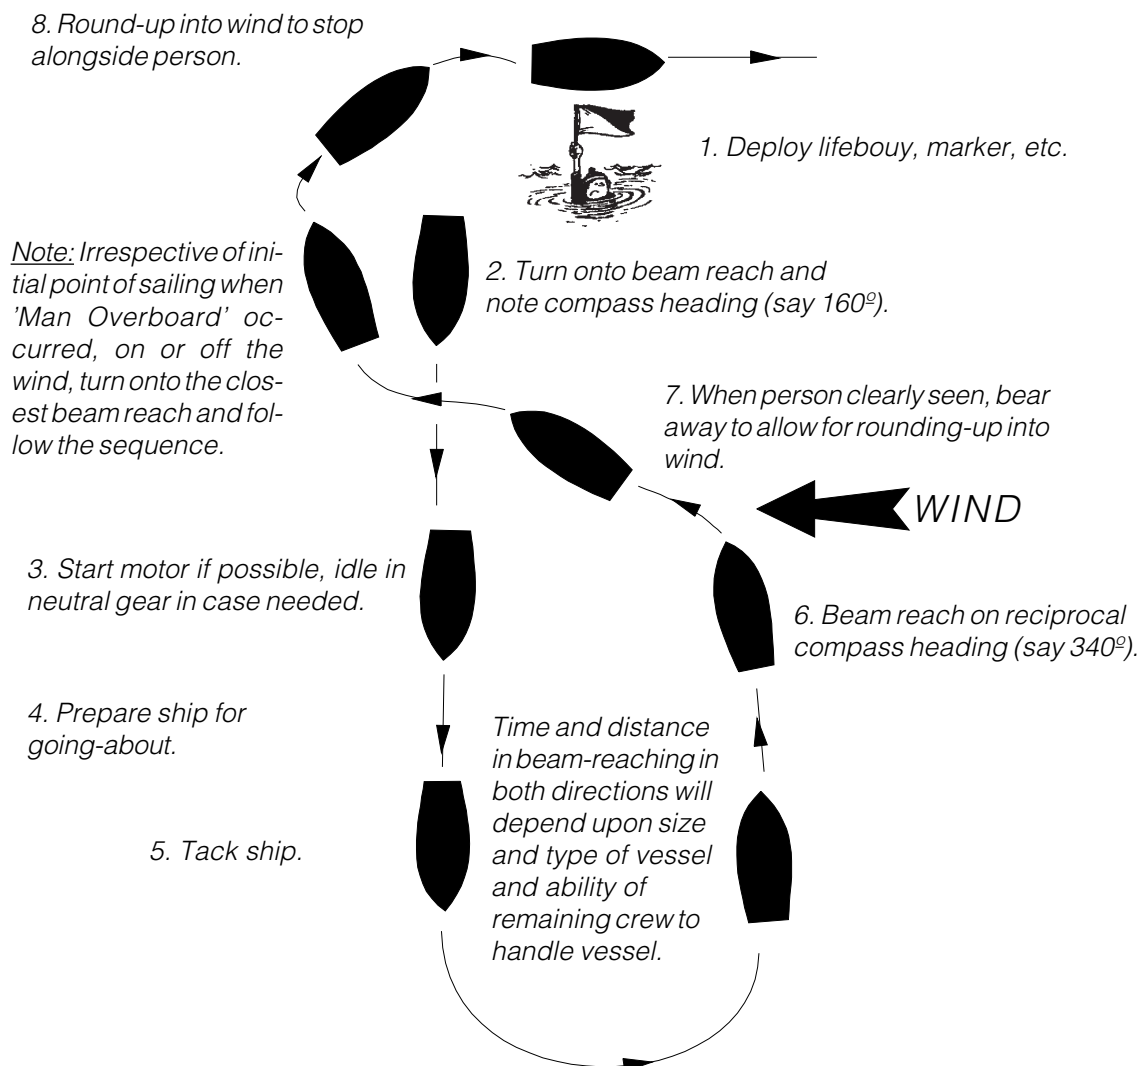 8. Round-up into wind to stop
alongside person.
1. Deploy lifebouy, marker, etc.
Note: Irrespective of ini-
tial point of sailing when
'Man Overboard' oc-
curred, on or off the
wind, turn onto the clos-
est beam reach and fol-
low the sequence.
2. Turn onto beam reach and
note compass heading (say 160º).
7. When person clearly seen, bear
away to allow for rounding-up into
wind.
WIND
3. Start motor if possible, idle in
neutral gear in case needed.
6. Beam reach on reciprocal
compass heading (say 340º).
4. Prepare ship for
going-about.
Time and distance
in beam-reaching in
both directions will
depend upon size
and type of vessel
and ability of
remaining crew to
handle vessel.
5. Tack ship.